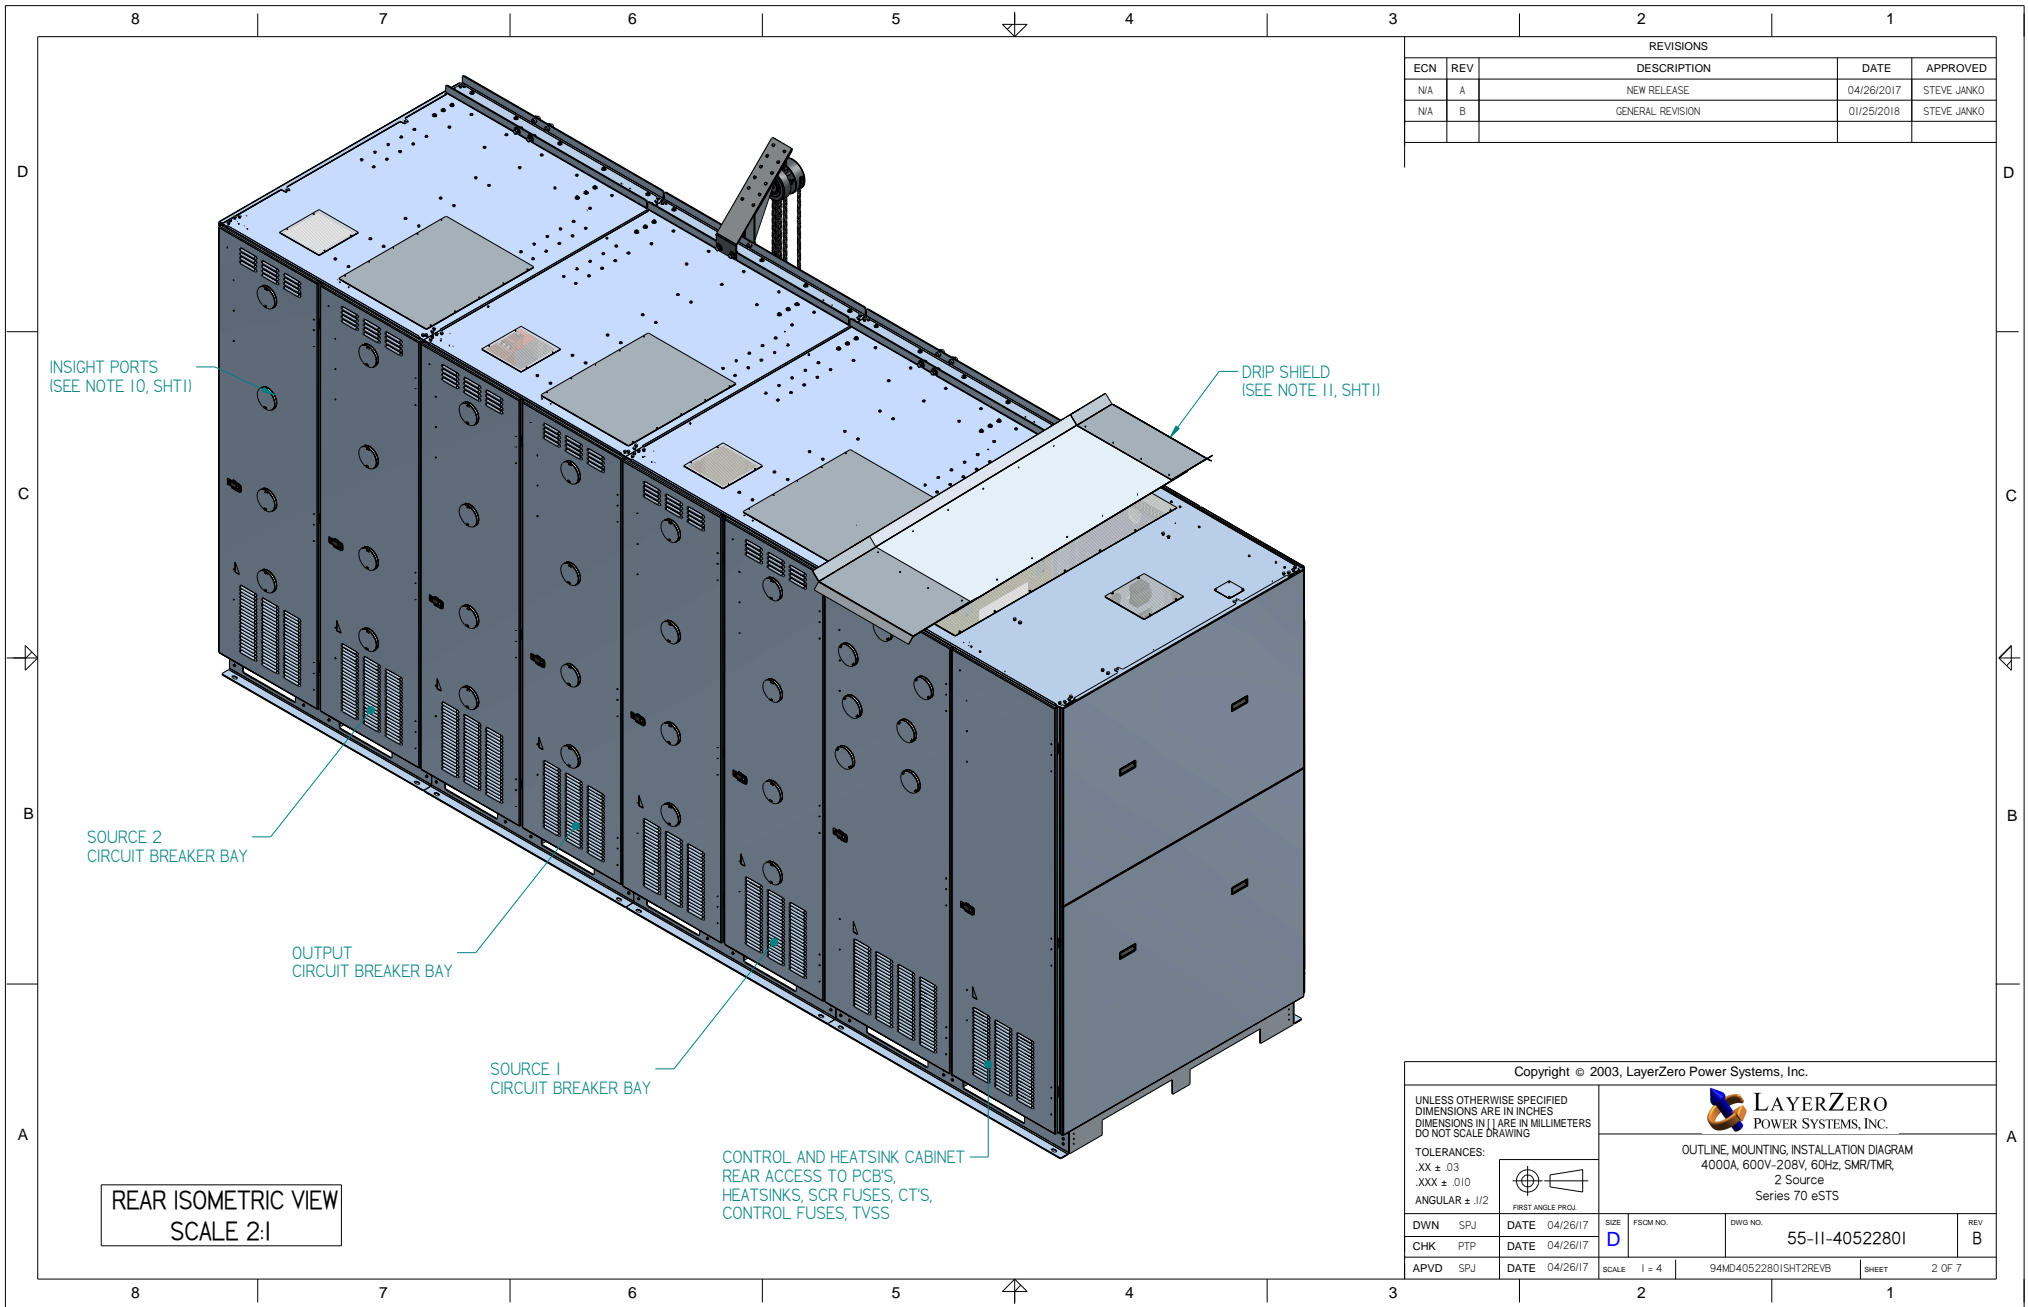 8 7 6 5 4 3 2 1
REVISIONS
ECN REV DESCRIPTION DATE APPROVED
N/A A NEW RELEASE 04/26/2017 STEVE JANKO
N/A B GENERAL REVISION 01/25/2018 STEVE JANKO
D D
INSIGHT PORTS
(SEE NOTE 10, SHT1)
DRIP SHIELD
(SEE NOTE 11, SHT1)
C C
B B
SOURCE 2
CIRCUIT BREAKER BAY
OUTPUT
CIRCUIT BREAKER BAY
SOURCE 1
CIRCUIT BREAKER BAY
A A
CONTROL AND HEATSINK CABINET
REAR ACCESS TO PCB'S,
HEATSINKS, SCR FUSES, CT'S,
CONTROL FUSES, TVSS
REAR ISOMETRIC VIEW
SCALE 2:1
Copyright © 2003, LayerZero Power Systems, Inc.
UNLESS OTHERWISE SPECIFIED
DIMENSIONS ARE IN INCHES
DIMENSIONS IN [ ] ARE IN MILLIMETERS
DO NOT SCALE DRAWING
TOLERANCES:
.XX ± .03
.XXX ± .010
ANGULAR ± .1/2
FIRST ANGLE PROJ.
LAYERZERO
POWER SYSTEMS, INC.
OUTLINE, MOUNTING, INSTALLATION DIAGRAM
4000A, 600V-208V, 60Hz, SMR/TMR,
2 Source
Series 70 eSTS
DWN SPJ DATE 04/26/17
CHK PTP DATE 04/26/17
APVD SPJ DATE 04/26/17
SIZE D
FSCM NO.
DWG NO. 55-11-40522801
REV B
SCALE 1 = 4
94MD40522801SHT2REVB
SHEET 2 OF 7
8 7 6 5 4 3 2 1